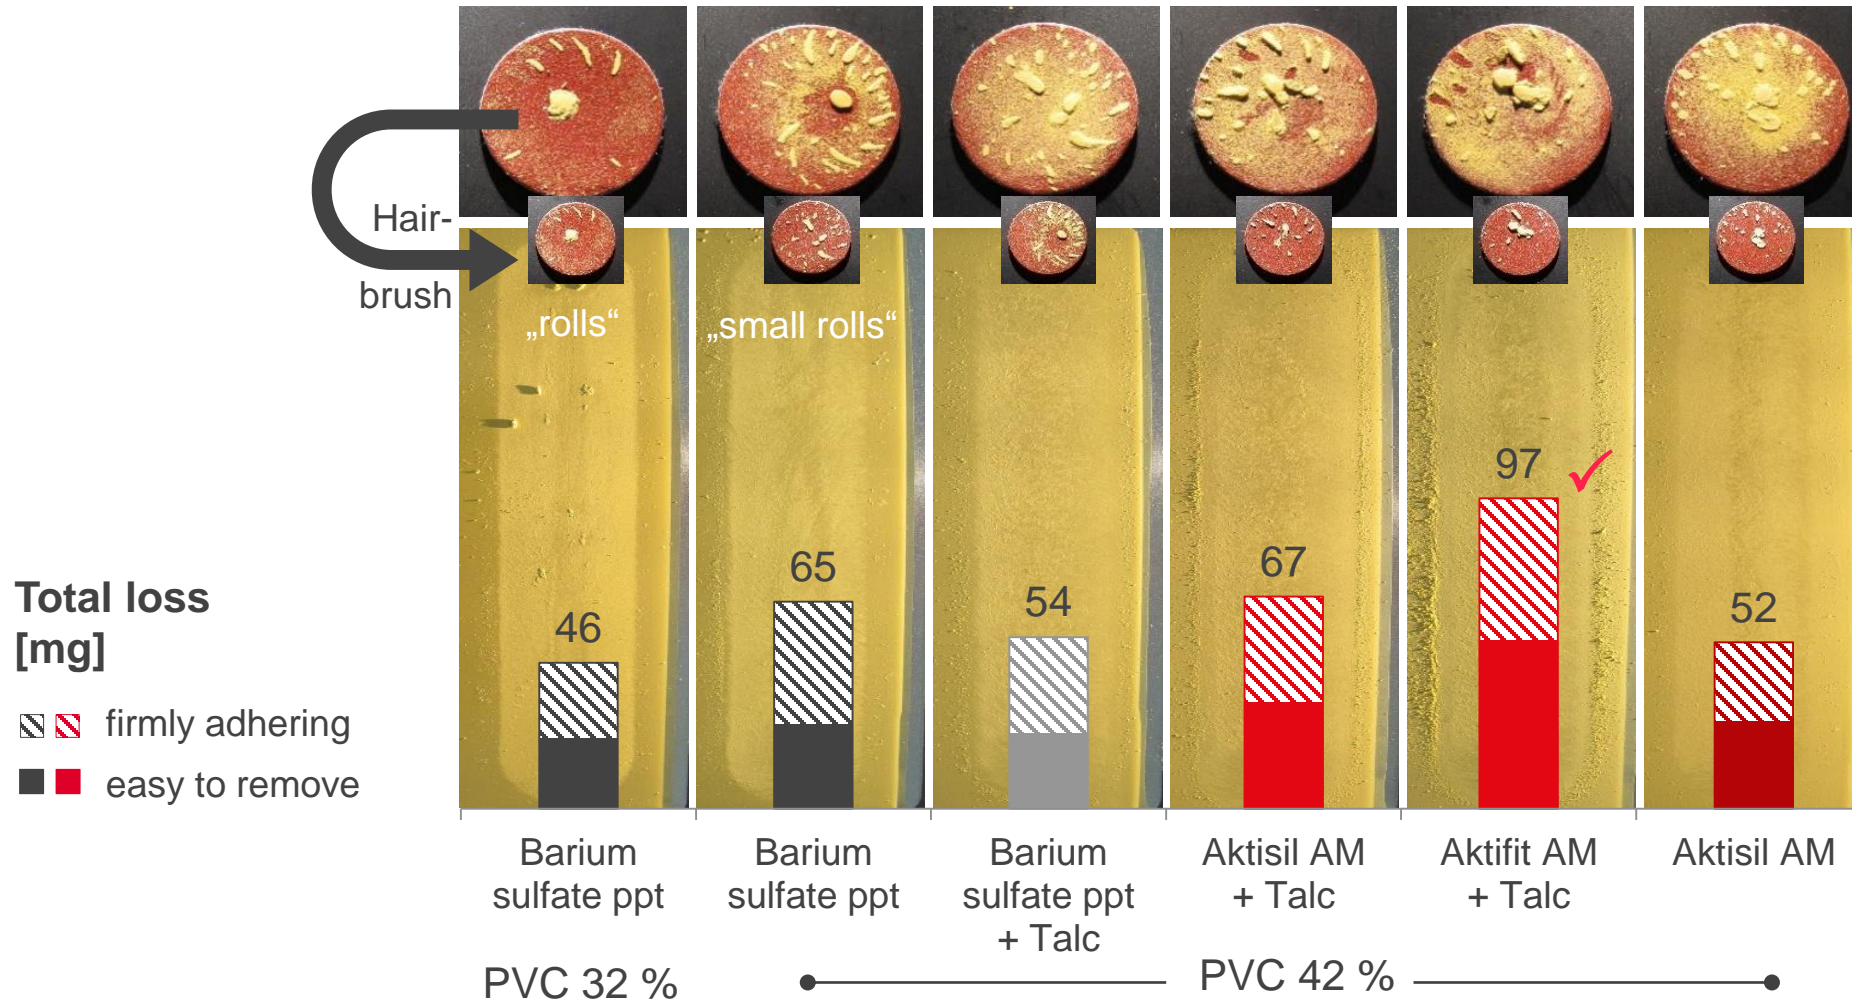 Hair-
brush
„rolls“
„small rolls“
97
65
67
54
52
46
Total loss
[mg]
firmly adhering
easy to remove
Barium
sulfate ppt
Barium
sulfate ppt
Barium
sulfate ppt
+ Talc
Aktisil AM
+ Talc
Aktifit AM
+ Talc
Aktisil AM
PVC 32 %
PVC 42 %